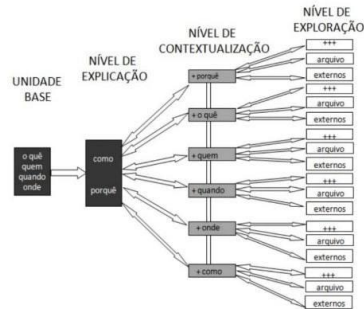 UNIDADE
BASE
NÍVEL DE
EXPLICAÇÃO
NÍVEL DE
CONTEXTUALIZAÇÃO
NÍVEL DE
EXPLORAÇÃO
o quê
quem
quando
onde
como
porquê
+ porquê
+ o quê
+ quem
+ quando
+ onde
+ como
+++
arquivo
externos
+++
arquivo
externos
+++
arquivo
externos
+++
arquivo
externos
+++
arquivo
externos
+++
arquivo
externos